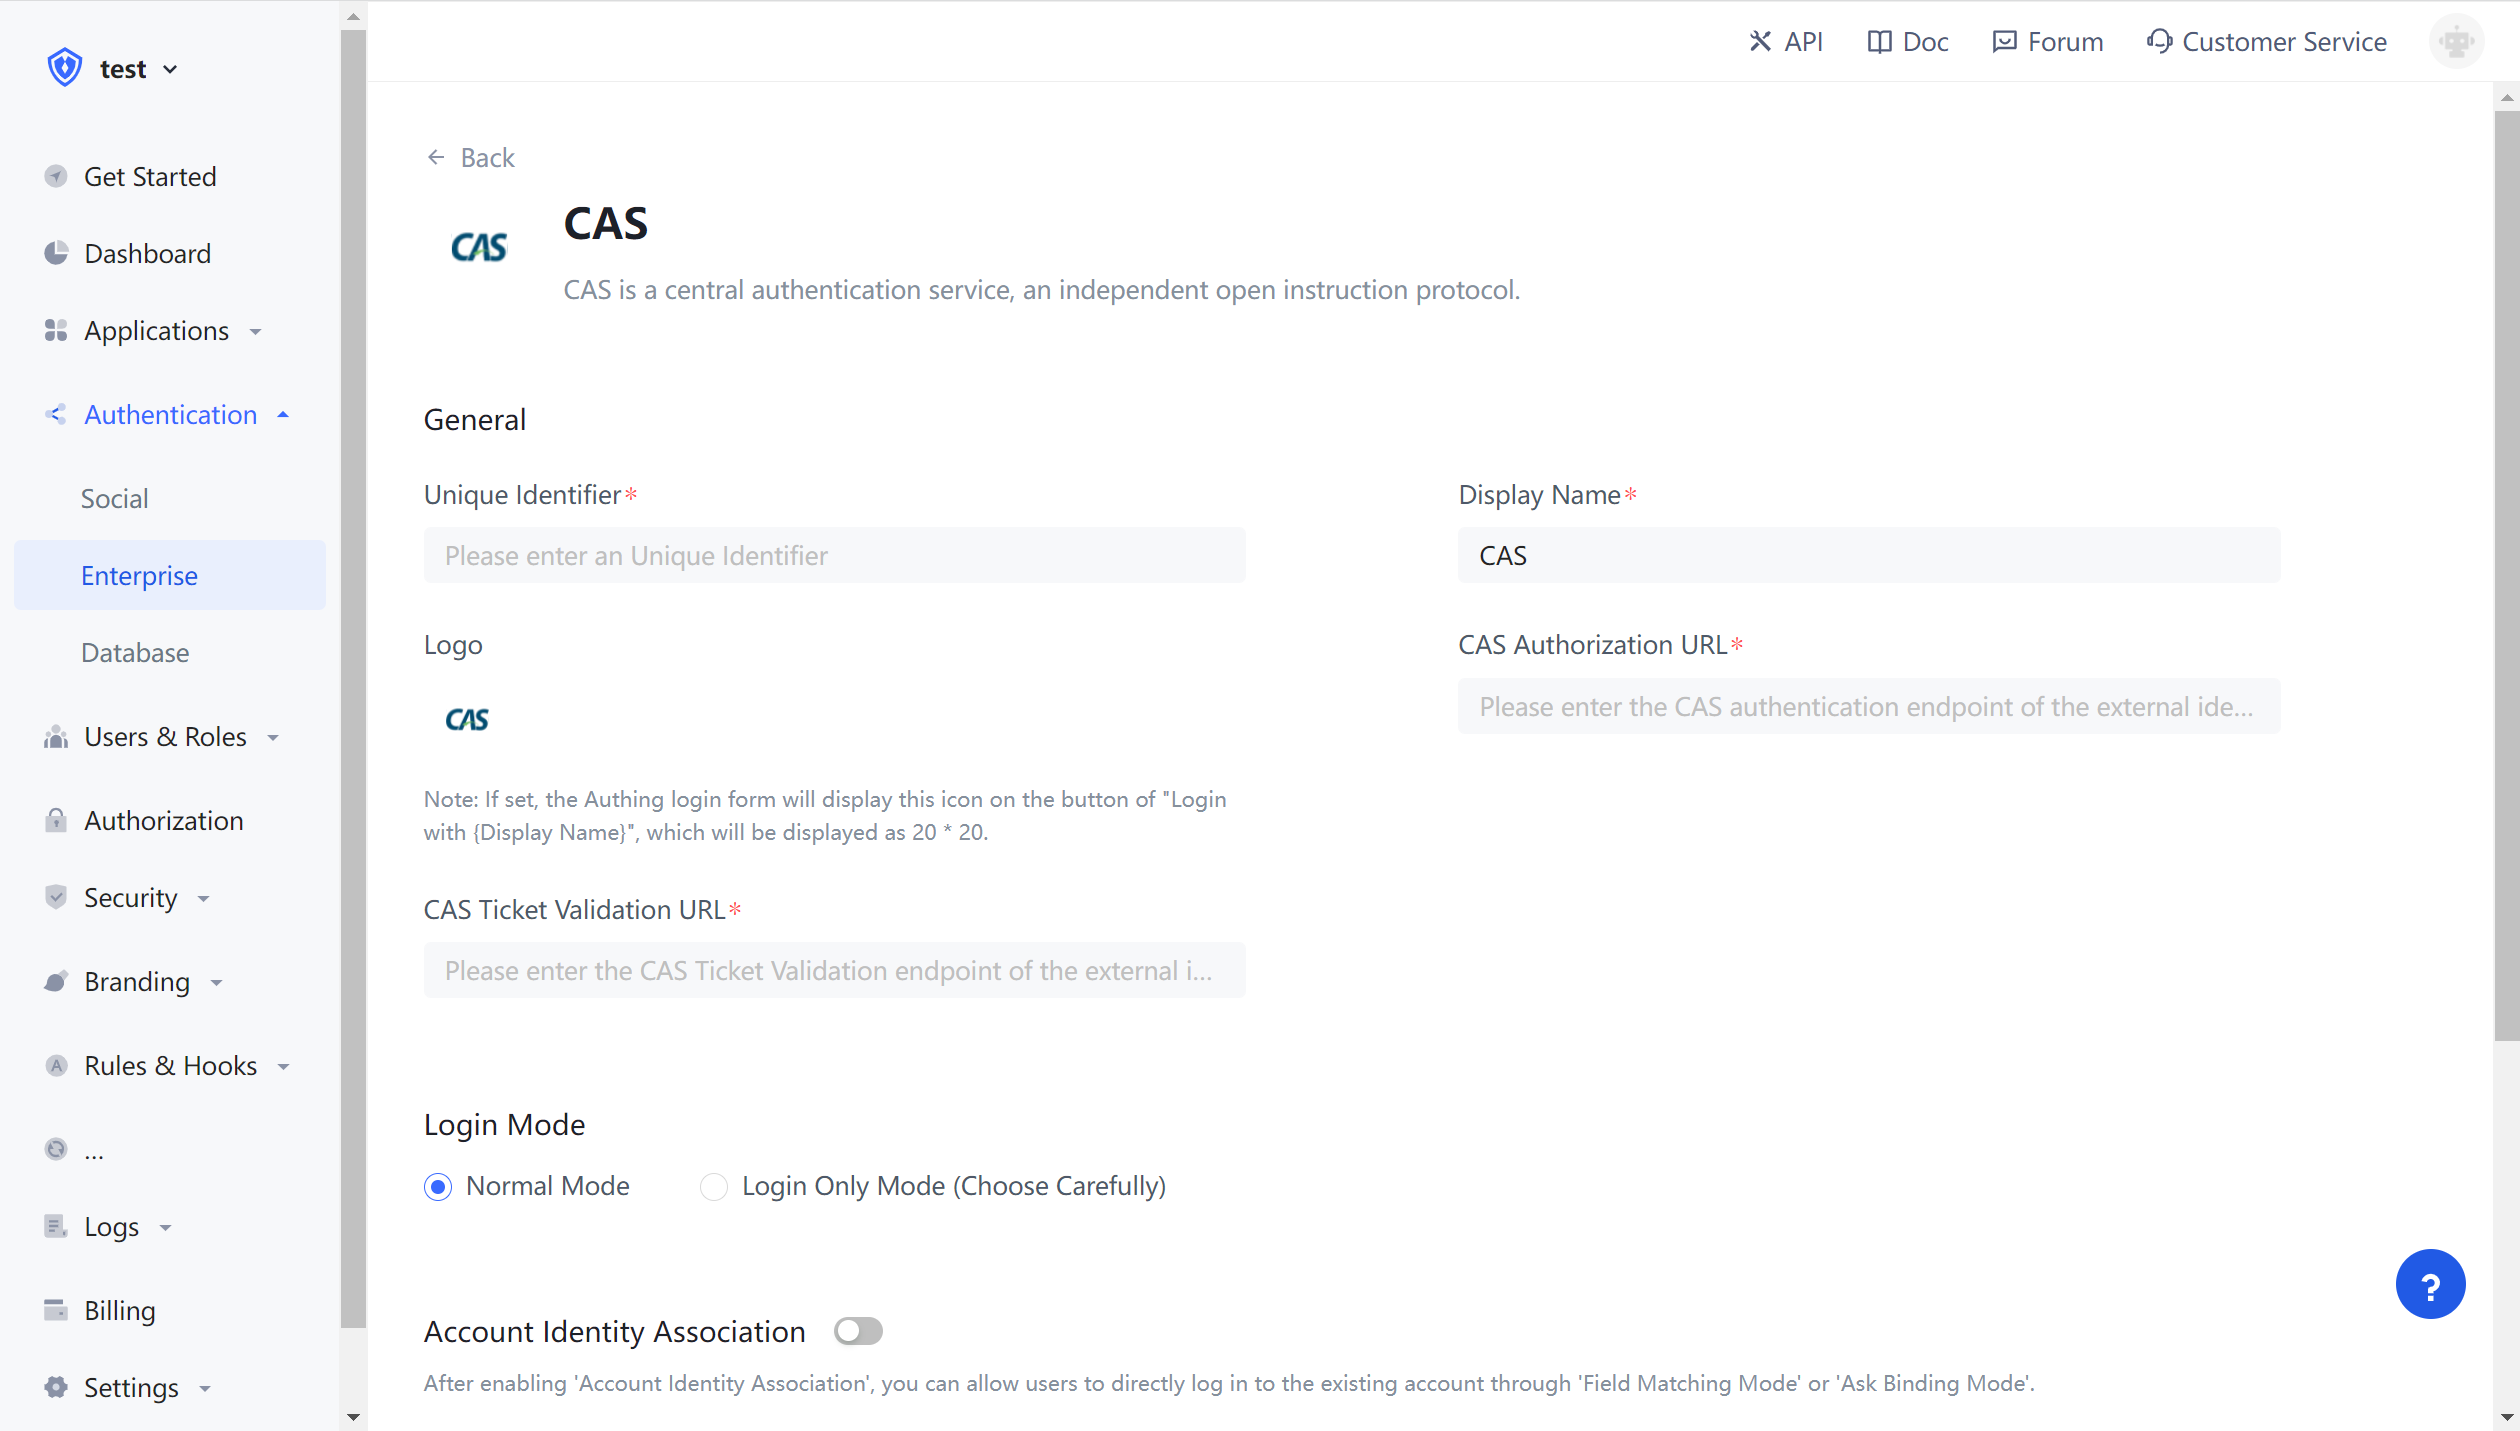 test
API
Doc
Forum
Customer Service
Get Started
Dashboard
Applications
Authentication
Social
Enterprise
Database
Users & Roles
Authorization
Security
Branding
A
Rules & Hooks
...
Logs
Billing
Settings
Back
CAS
CAS
CAS is a central authentication service, an independent open instruction protocol.
General
Unique Identifier*
Display Name*
Please enter an Unique Identifier
CAS
Logo
CAS Authorization URL*
CAS
Please enter the CAS authentication endpoint of the external ide...
Note: If set, the Authing login form will display this icon on the button of "Login
with {Display Name}", which will be displayed as 20 * 20.
CAS Ticket Validation URL*
Please enter the CAS Ticket Validation endpoint of the external i...
Login Mode
Normal Mode
Login Only Mode (Choose Carefully)
?
Account Identity Association
After enabling 'Account Identity Association', you can allow users to directly log in to the existing account through 'Field Matching Mode' or 'Ask Binding Mode'.